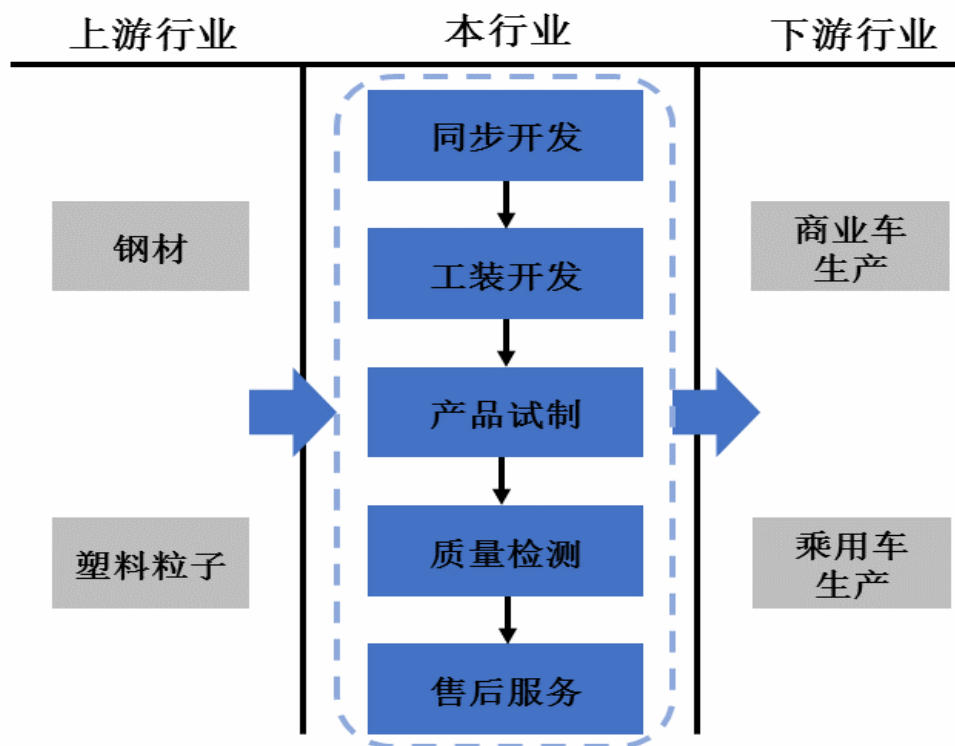 上游行业
本行业
下游行业
同步开发
钢材
商业车
生产
工装开发
产品试制
塑料粒子
质量检测
乘用车
生产
售后服务